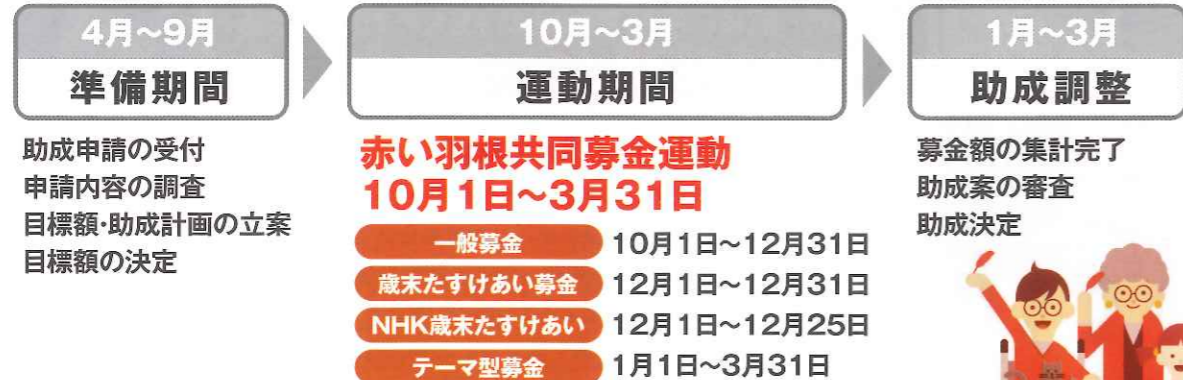 4月~9月
準備期間
助成申請の受付
申請内容の調査
目標額・助成計画の立案
目標額の決定
10月~3月
運動期間
赤い羽根共同募金運動
10月1日~3月31日
一般募金 10月1日~12月31日
歳末たすけあい募金 12月1日~12月31日
NHK歳末たすけあい 12月1日~12月25日
テーマ型募金 1月1日~3月31日
1月~3月
助成調整
募金額の集計完了
助成案の審査
助成決定